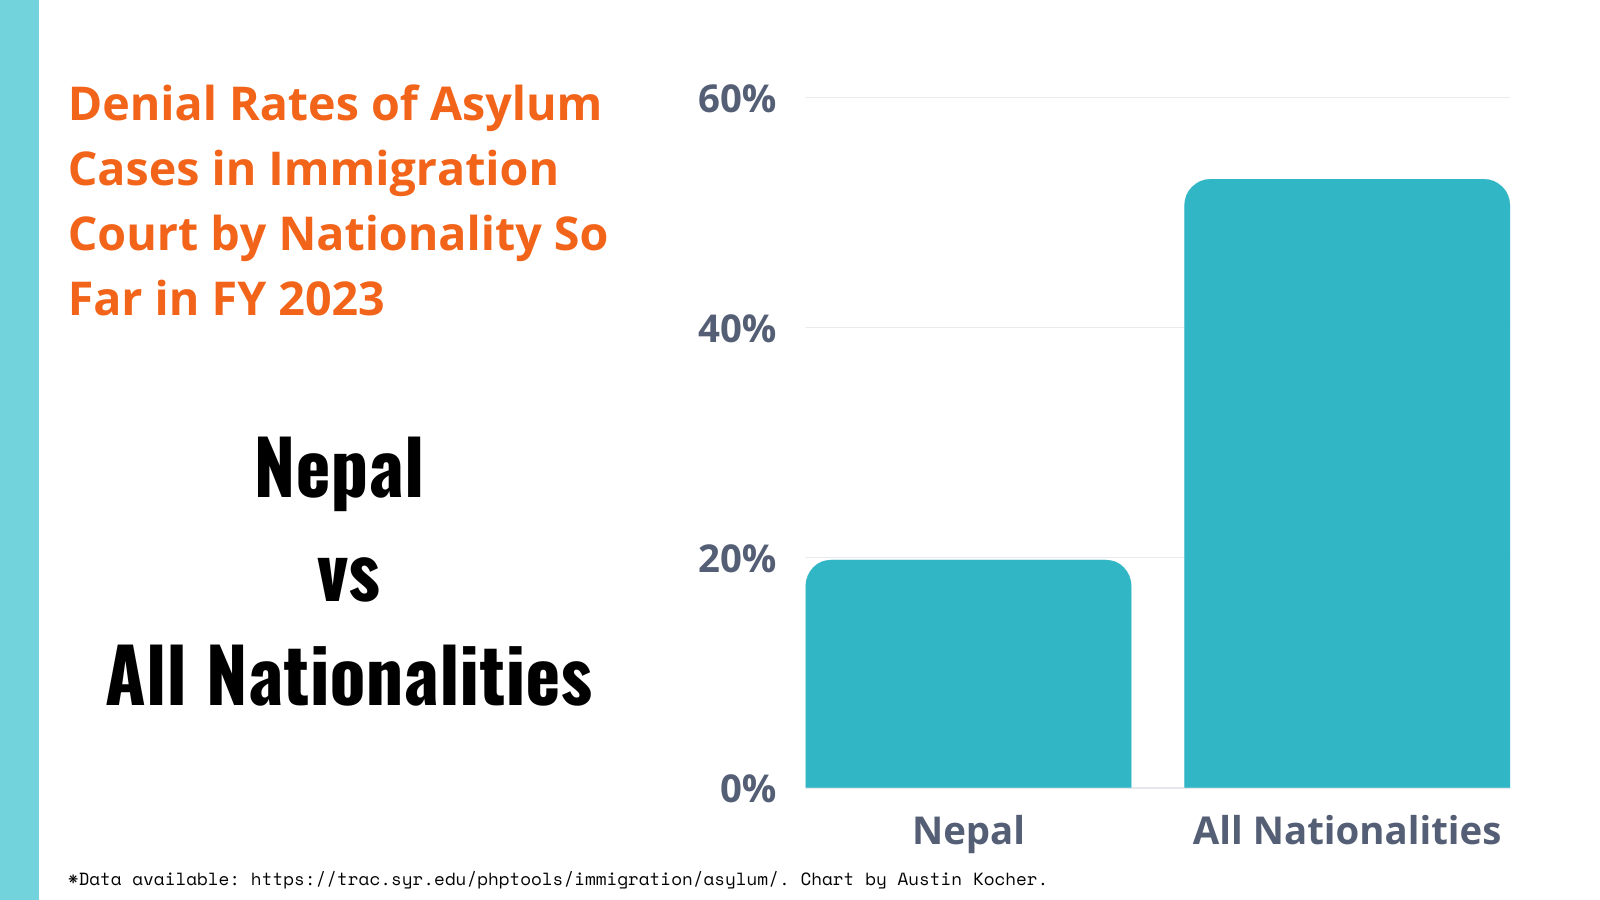 Denial Rates of Asylum
Cases in Immigration
Court by Nationality So
Far in FY 2023
Nepal
vs
All Nationalities
60%
40%
20%
0%
Nepal
All Nationalities
*Data available: https://trac.syr.edu/phptools/immigration/asylum/. Chart by Austin Kocher.